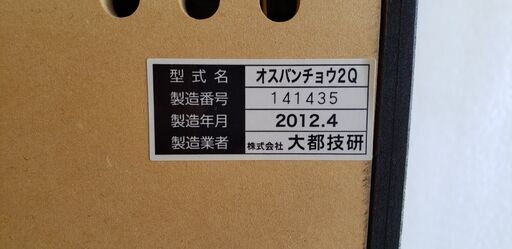 型式名 オスバンチョウ2Q
製造番号 141435
製造年月 2012.4
製造業者 株式会社 大都技研